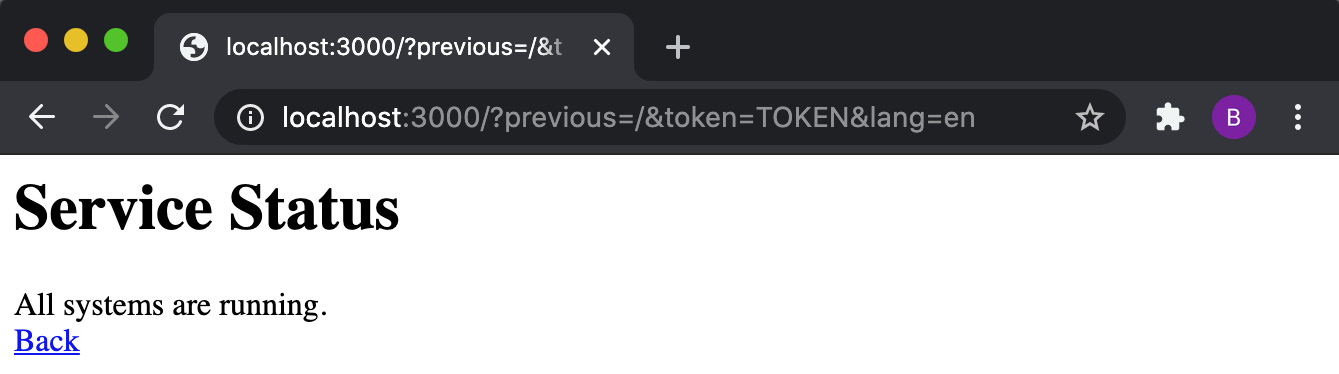 localhost:3000/?previous=/&t
localhost:3000/?previous=/&token=TOKEN&lang=en
B
Service Status
All systems are running.
Back